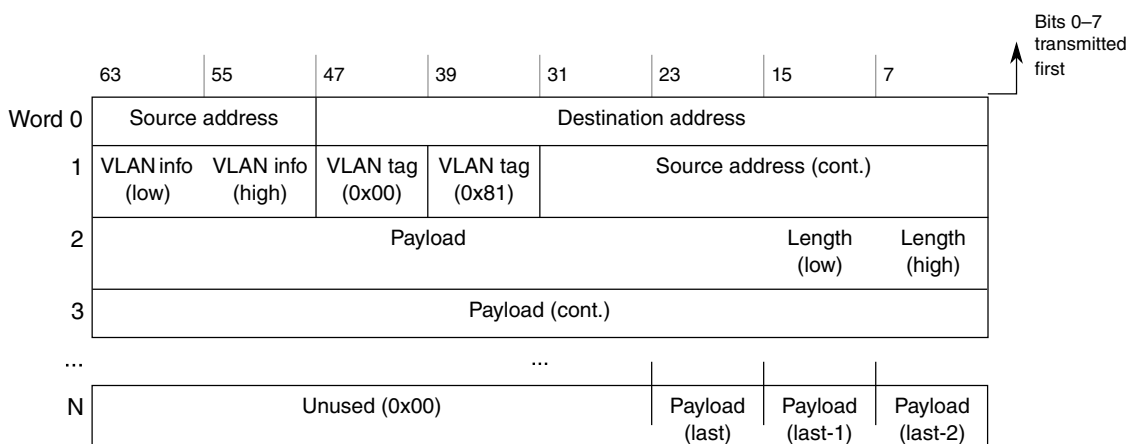 Bits 0–7
transmitted
first
63 55 47 39 31 23 15 7
Word 0 Source address Destination address
1 VLAN info VLAN info VLAN tag VLAN tag Source address (cont.)
(low) (high) (0x00) (0x81)
2 Payload Length Length
(low) (high)
3 Payload (cont.)
... ...
N Unused (0x00) Payload Payload Payload
(last) (last-1) (last-2)